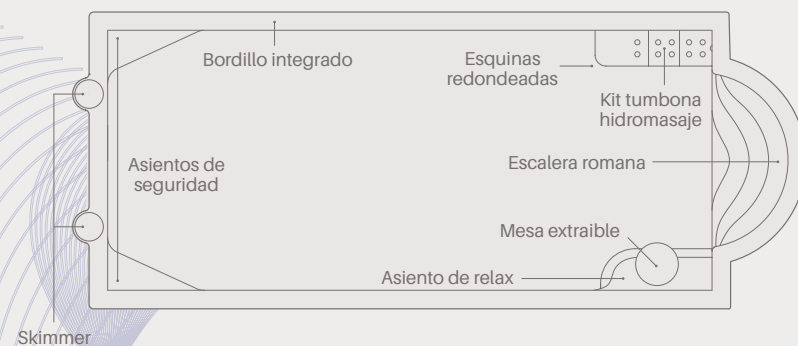 Bordillo integrado
Esquinas
redondeadas
Kit tumbona
hidromasaje
Asientos de
seguridad
Escalera romana
Mesa extraible
Asiento de relax
Skimmer